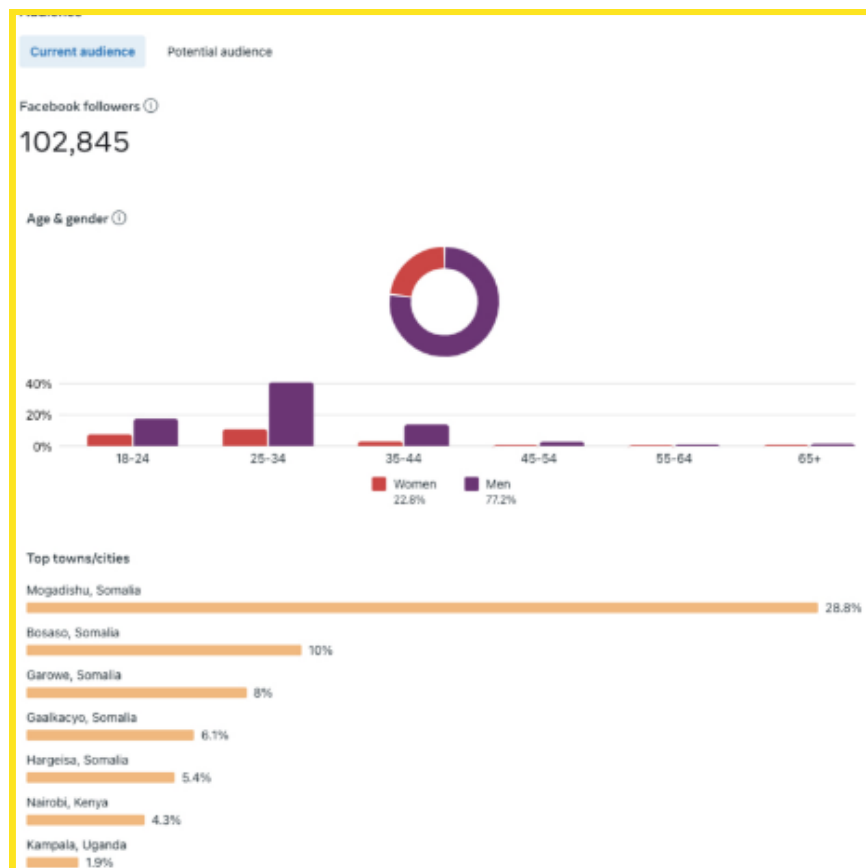 Current audience Potential audience
Facebook followers
102,845
Age & gender
40%
20%
0%
18-24 25-34 35-44 45-54 55-64 65+
Women Men
22.8% 77.2%
Top towns/cities
Mogadishu, Somalia
28.8%
Bosaso, Somalia
10%
Garowe, Somalia
8%
Gaalkacyo, Somalia
6.1%
Hargeisa, Somalia
5.4%
Nairobi, Kenya
4.3%
Kampala, Uganda
1.9%